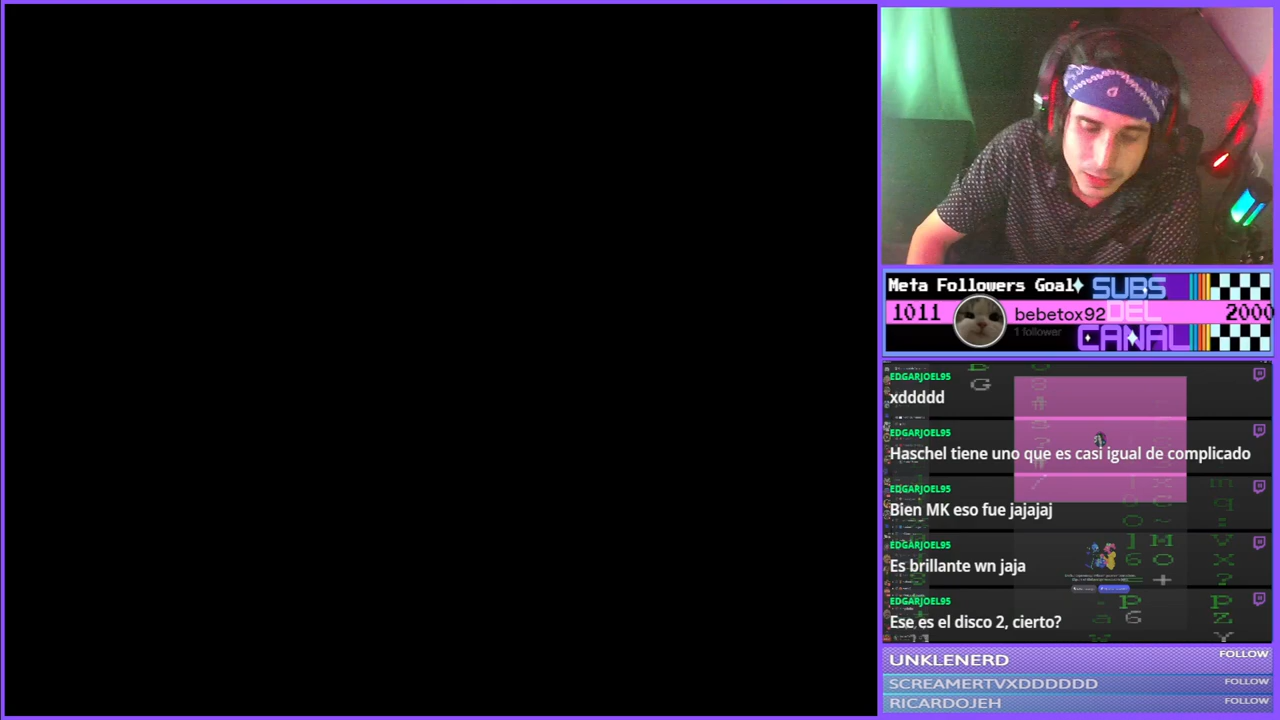 Meta Followers Goal
SUBS
DEL
CANAL
1011
bebetox92
1 follower
2000
EDGARJOEL95
xddddd
EDGARJOEL95
Haschel tiene uno que es casi igual de complicado
EDGARJOEL95
Bien MK eso fue jajajaj
EDGARJOEL95
Es brillante wn jaja
EDGARJOEL95
Ese es el disco 2, cierto?
UNKLENERD FOLLOW
SCREAMERTVXDDDDDD FOLLOW
RICARDOJEH FOLLOW